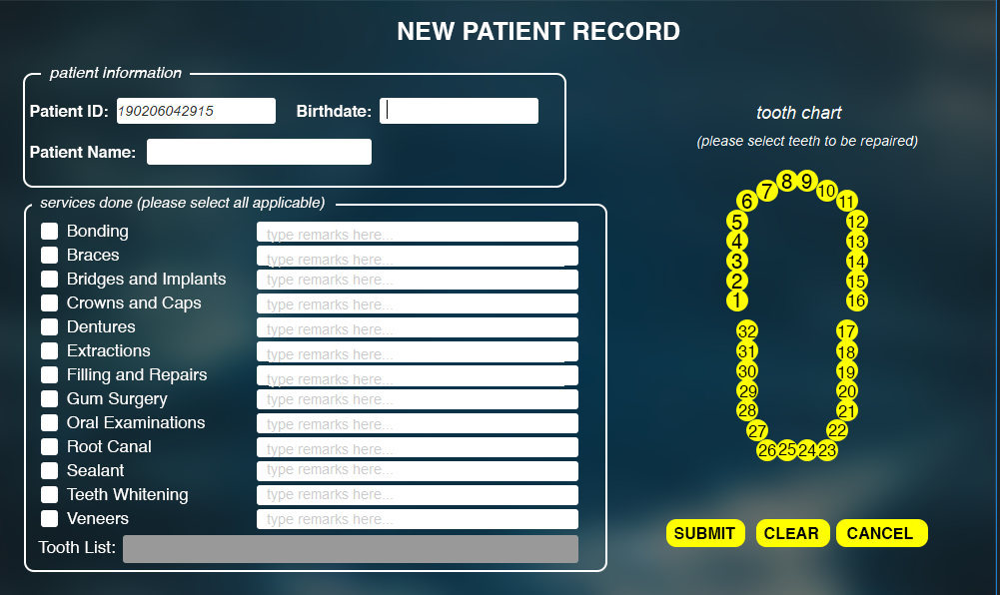 NEW PATIENT RECORD
patient information
Patient ID: 190206042915 Birthdate:
Patient Name:
services done (please select all applicable)
Bonding type remarks here...
Braces type remarks here...
Bridges and Implants type remarks here...
Crowns and Caps type remarks here...
Dentures type remarks here...
Extractions type remarks here...
Filling and Repairs type remarks here...
Gum Surgery type remarks here...
Oral Examinations type remarks here...
Root Canal type remarks here...
Sealant type remarks here...
Teeth Whitening type remarks here...
Veneers type remarks here...
Tooth List:
tooth chart
(please select teeth to be repaired)
8 9
7 10
6 11
5 12
4 13
3 14
2 15
1 16
32 17
31 18
30 19
29 20
28 21
27 22
26 25 24 23
SUBMIT CLEAR CANCEL